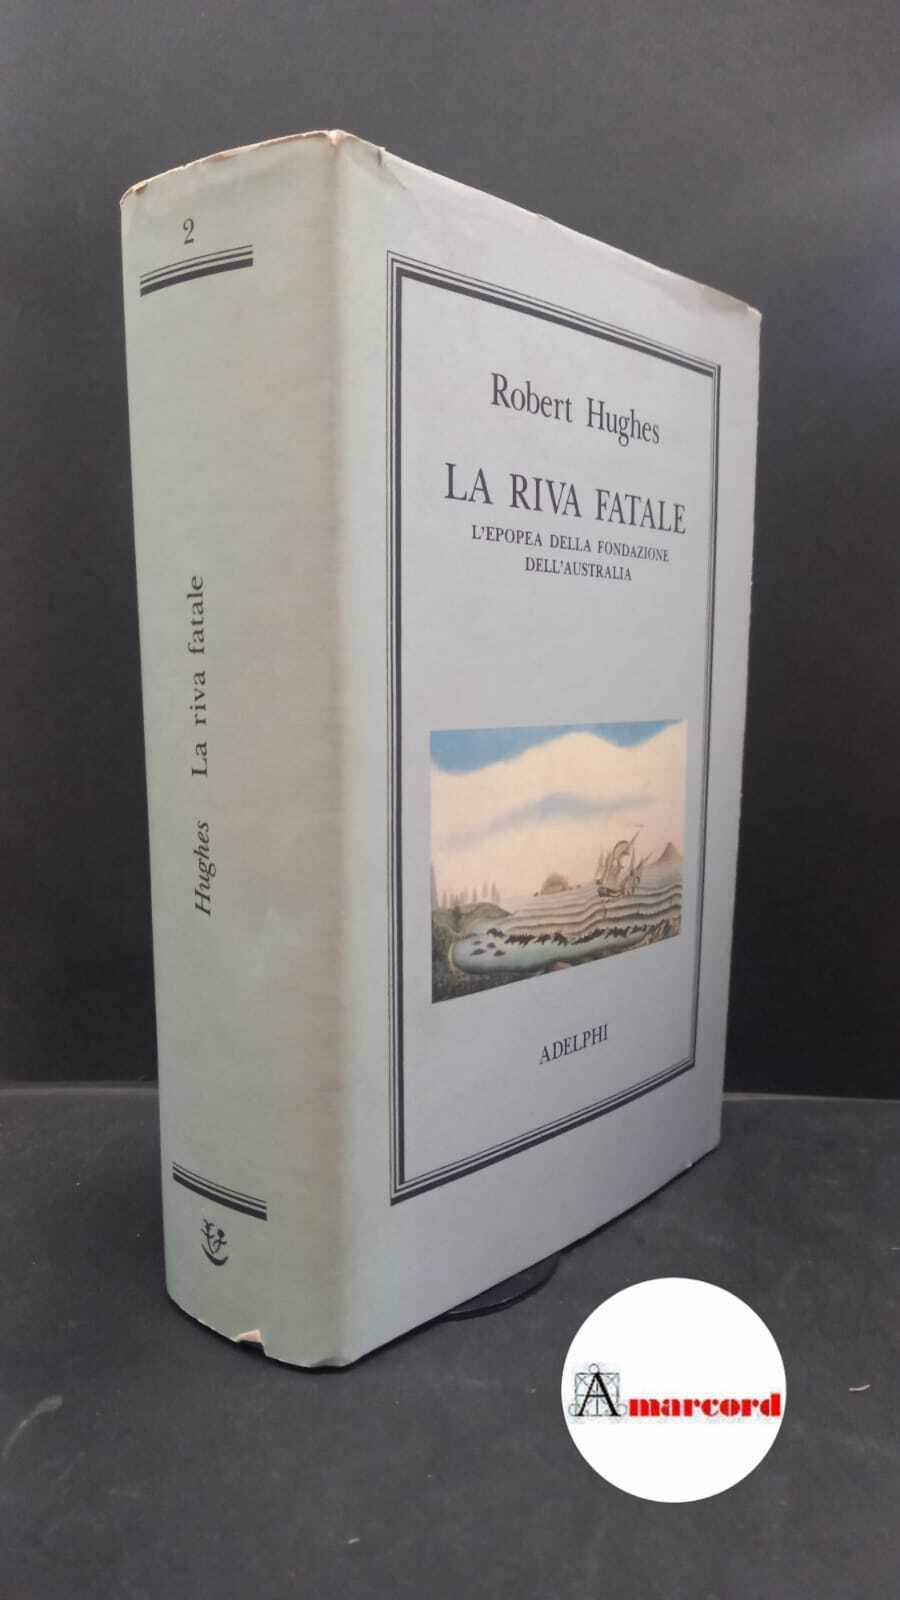 2
Hughes La riva fatale
Robert Hughes
LA RIVA FATALE
L'EPOPEA DELLA FONDAZIONE
DELL'AUSTRALIA
ADELPHI
Amarcord